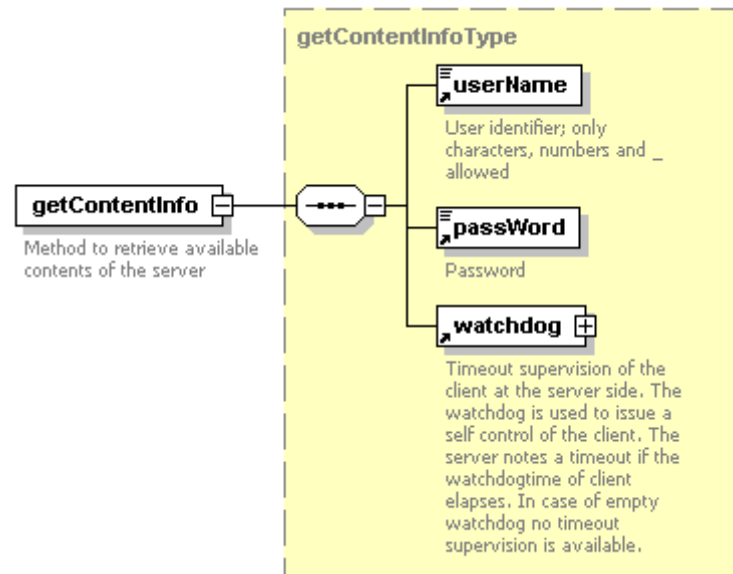 getContentInfoType
userName
User identifier; only
characters, numbers and _
allowed
getContentInfo
Method to retrieve available
contents of the server
passWord
Password
watchdog
Timeout supervision of the
client at the server side. The
watchdog is used to issue a
self control of the client. The
server notes a timeout if the
watchdogtime of client
elapses. In case of empty
watchdog no timeout
supervision is available.